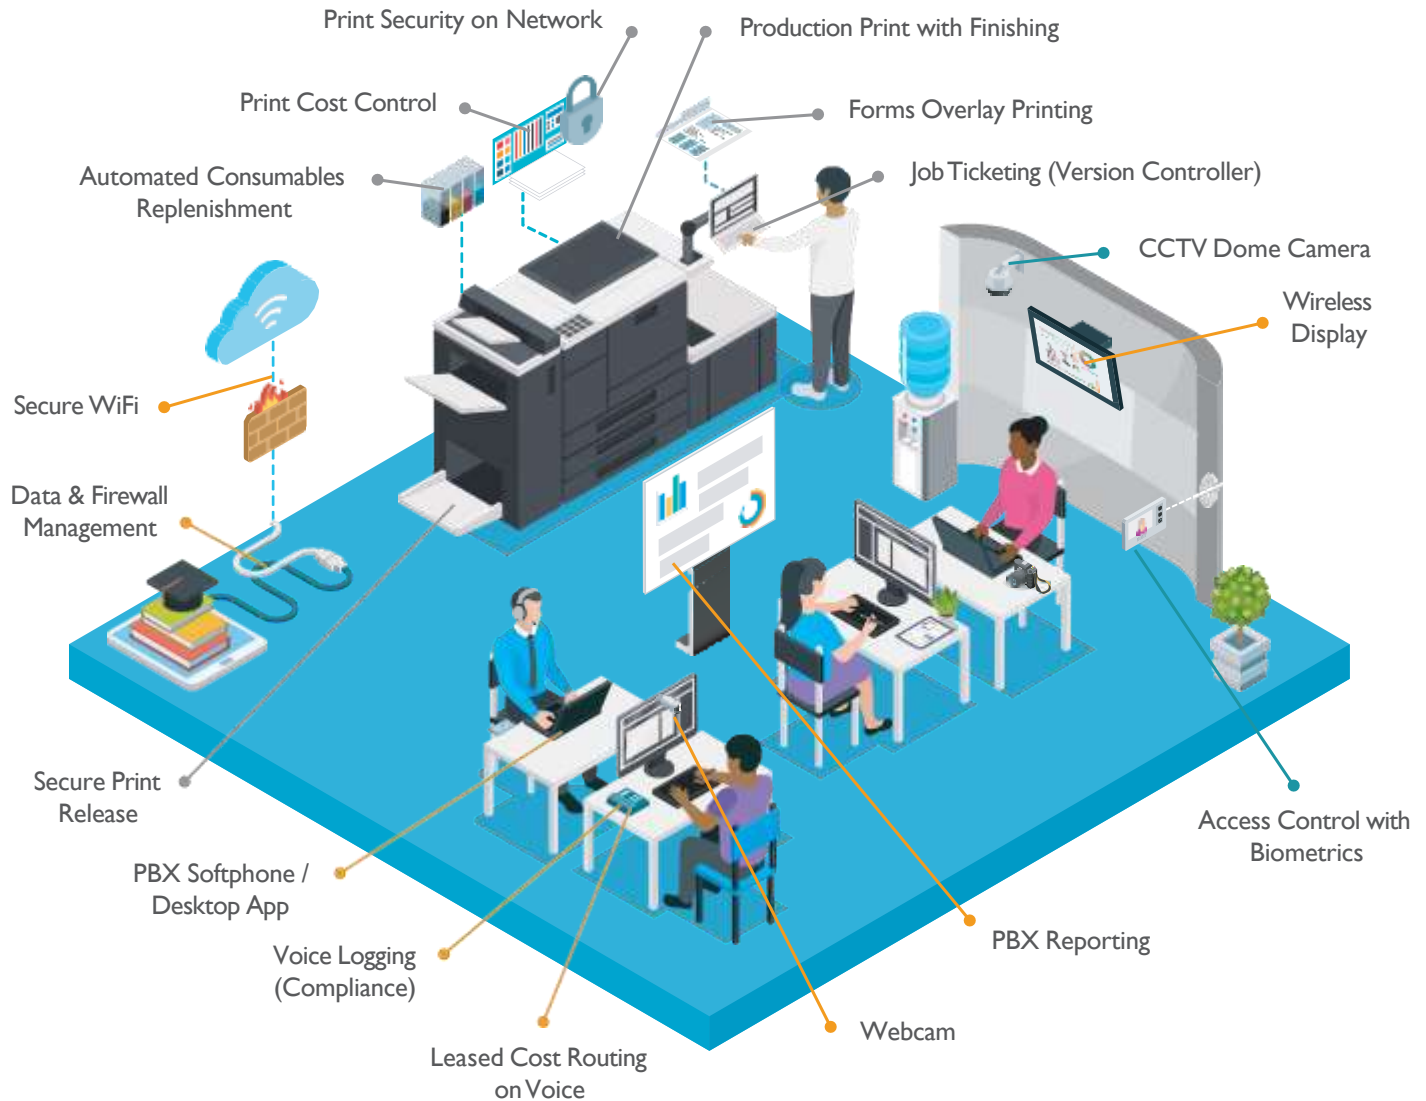 Print Security on Network
Production Print with Finishing
Print Cost Control
Forms Overlay Printing
Automated Consumables
Replenishment
Job Ticketing (Version Controller)
CCTV Dome Camera
Wireless
Display
Secure WiFi
Data & Firewall
Management
Secure Print
Release
Access Control with
Biometrics
PBX Softphone /
Desktop App
PBX Reporting
Voice Logging
(Compliance)
Webcam
Leased Cost Routing
on Voice